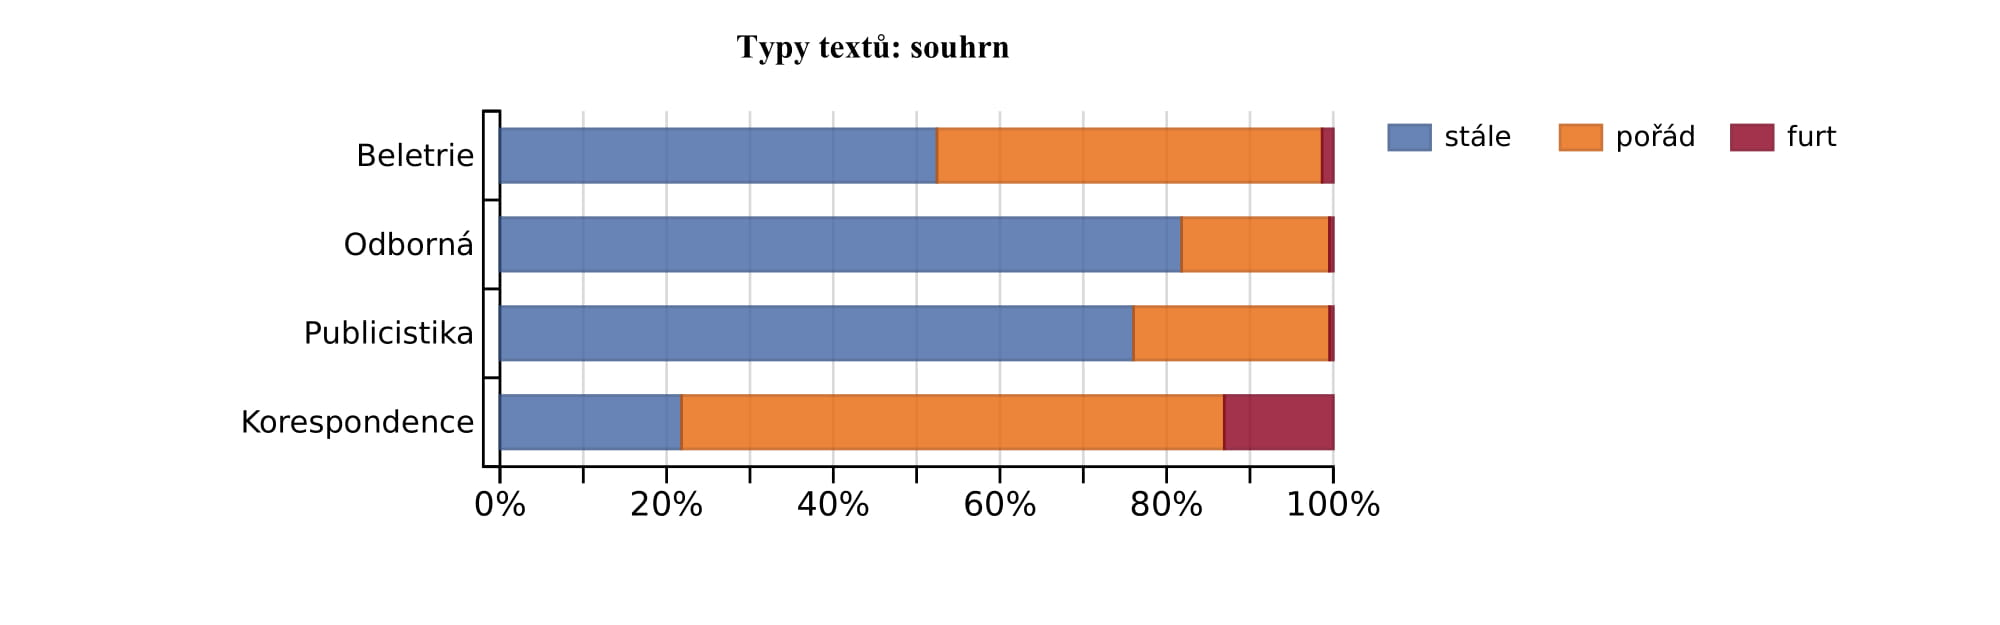 Typy textů: souhrn
stále pořád furt
Beletrie
Odborná
Publicistika
Korespondence
0% 20% 40% 60% 80% 100%